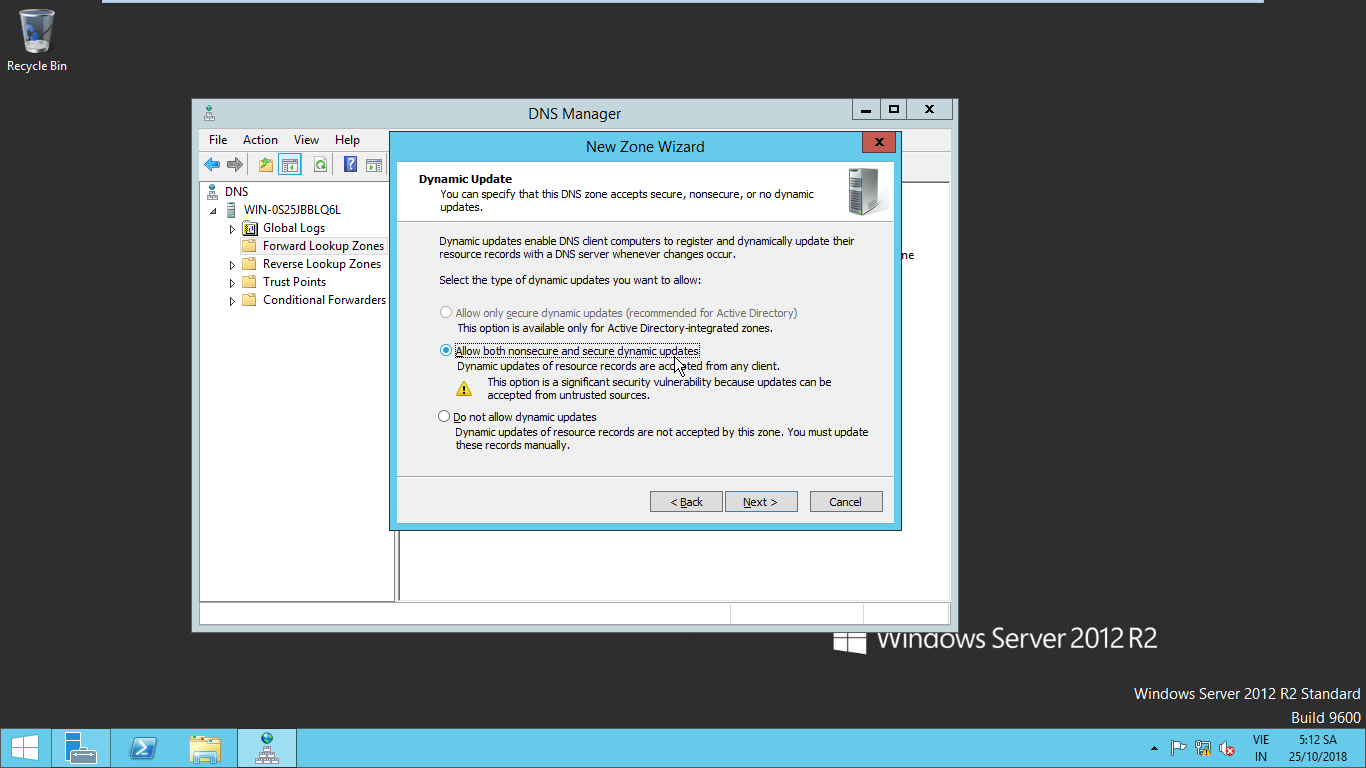 Recycle Bin
DNS Manager
File Action View Help
New Zone Wizard
Dynamic Update
You can specify that this DNS zone accepts secure, nonsecure, or no dynamic
updates.
DNS
WIN-0S25JBBLQ6L
Global Logs
Forward Lookup Zones
Reverse Lookup Zones
Trust Points
Conditional Forwarders
Dynamic updates enable DNS client computers to register and dynamically update their
resource records with a DNS server whenever changes occur.
ne
Select the type of dynamic updates you want to allow:
Allow only secure dynamic updates (recommended for Active Directory)
This option is available only for Active Directory-integrated zones.
Allow both nonsecure and secure dynamic updates
Dynamic updates of resource records are accepted from any client.
This option is a significant security vulnerability because updates can be
accepted from untrusted sources.
Do not allow dynamic updates
Dynamic updates of resource records are not accepted by this zone. You must update
these records manually.
< Back Next > Cancel
Windows Server 2012 R2
Windows Server 2012 R2 Standard
Build 9600
VIE
IN
5:12 SA
25/10/2018